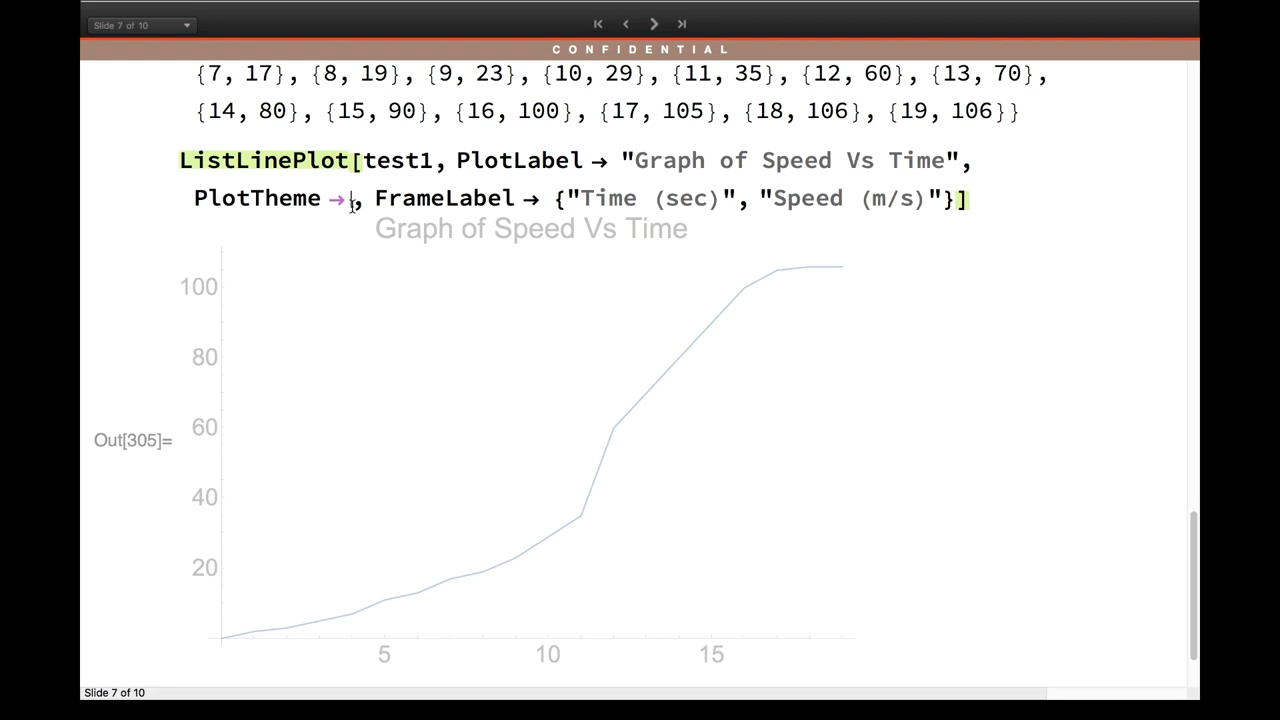 Slide 7 of 10
CONFIDENTIAL
{7, 17}, {8, 19}, {9, 23}, {10, 29}, {11, 35}, {12, 60}, {13, 70},
{14, 80}, {15, 90}, {16, 100}, {17, 105}, {18, 106}, {19, 106}}
ListLinePlot[test1, PlotLabel → "Graph of Speed Vs Time",
PlotTheme → , FrameLabel → {"Time (sec)", "Speed (m/s)"}]
Graph of Speed Vs Time
100
80
60
Out[305]=
40
20
5 10 15
Slide 7 of 10